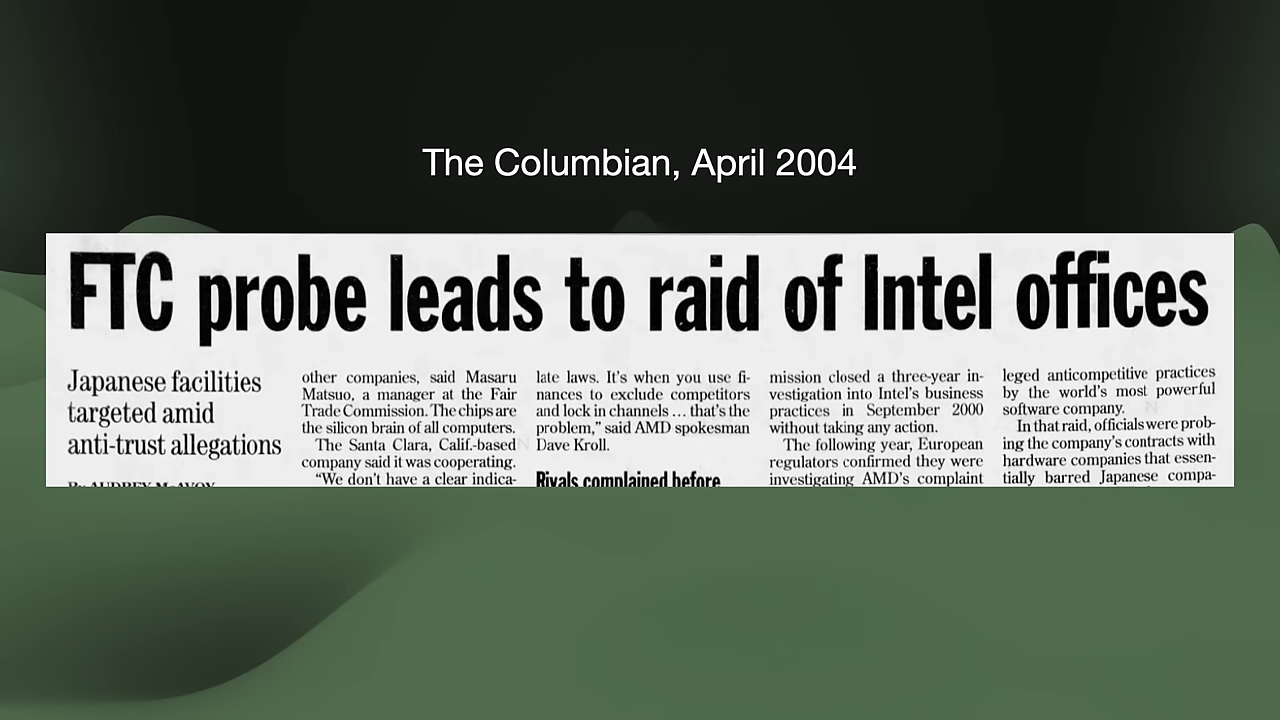 The Columbian, April 2004
FTC probe leads to raid of Intel offices
Japanese facilities
targeted amid
anti-trust allegations
By AUDREY McAVOY
other companies, said Masaru
Matsuo, a manager at the Fair
Trade Commission. The chips are
the silicon brain of all computers.
The Santa Clara, Calif.-based
company said it was cooperating.
“We don't have a clear indica-
late laws. It's when you use fi-
nances to exclude competitors
and lock in channels ... that's the
problem,” said AMD spokesman
Dave Kroll.
Rivals complained before
mission closed a three-year in-
vestigation into Intel's business
practices in September 2000
without taking any action.
The following year, European
regulators confirmed they were
investigating AMD's complaint
leged anticompetitive practices
by the world's most powerful
software company.
In that raid, officials were prob-
ing the company's contracts with
hardware companies that essen-
tially barred Japanese compa-